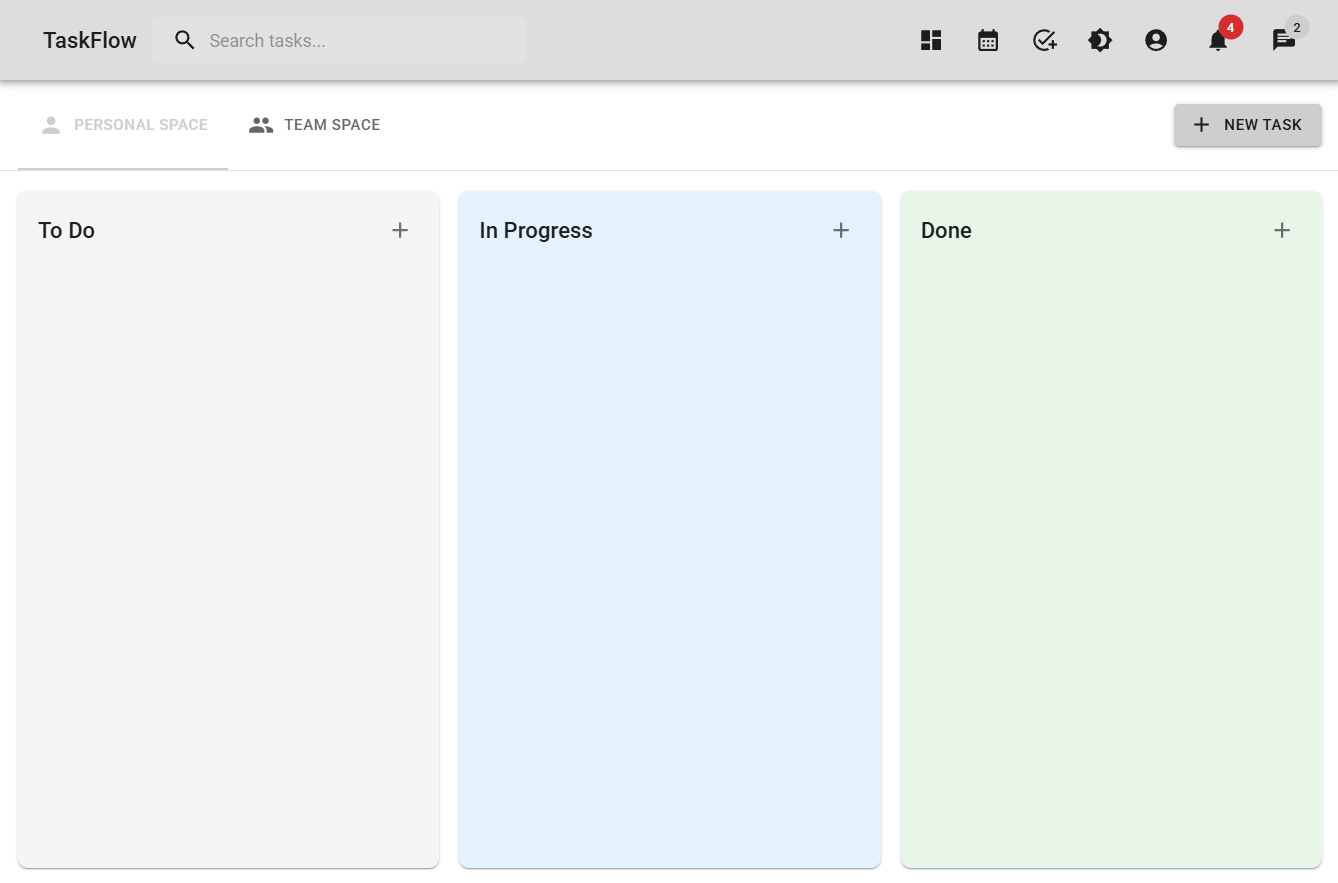 TaskFlow
Search tasks...
4
2
PERSONAL SPACE
TEAM SPACE
NEW TASK
To Do
In Progress
Done